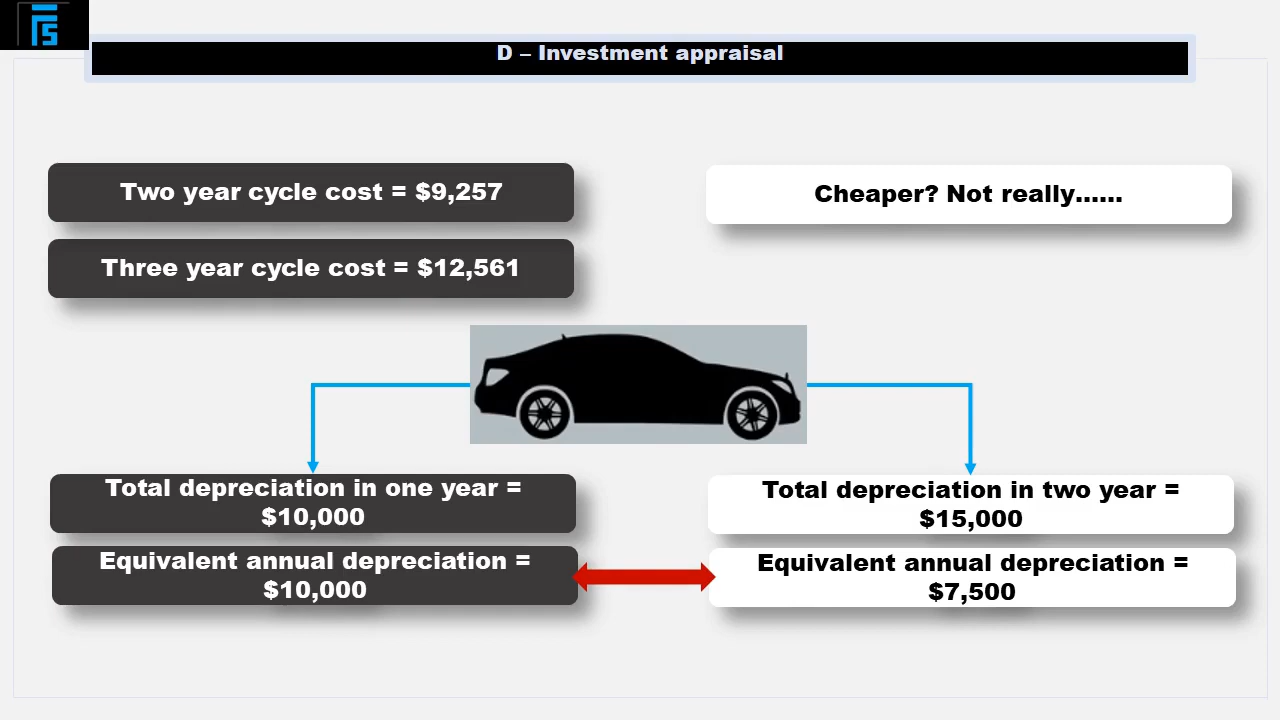 D – Investment appraisal
Two year cycle cost = $9,257
Cheaper? Not really......
Three year cycle cost = $12,561
Total depreciation in one year =
$10,000
Total depreciation in two year =
$15,000
Equivalent annual depreciation =
$10,000
Equivalent annual depreciation =
$7,500